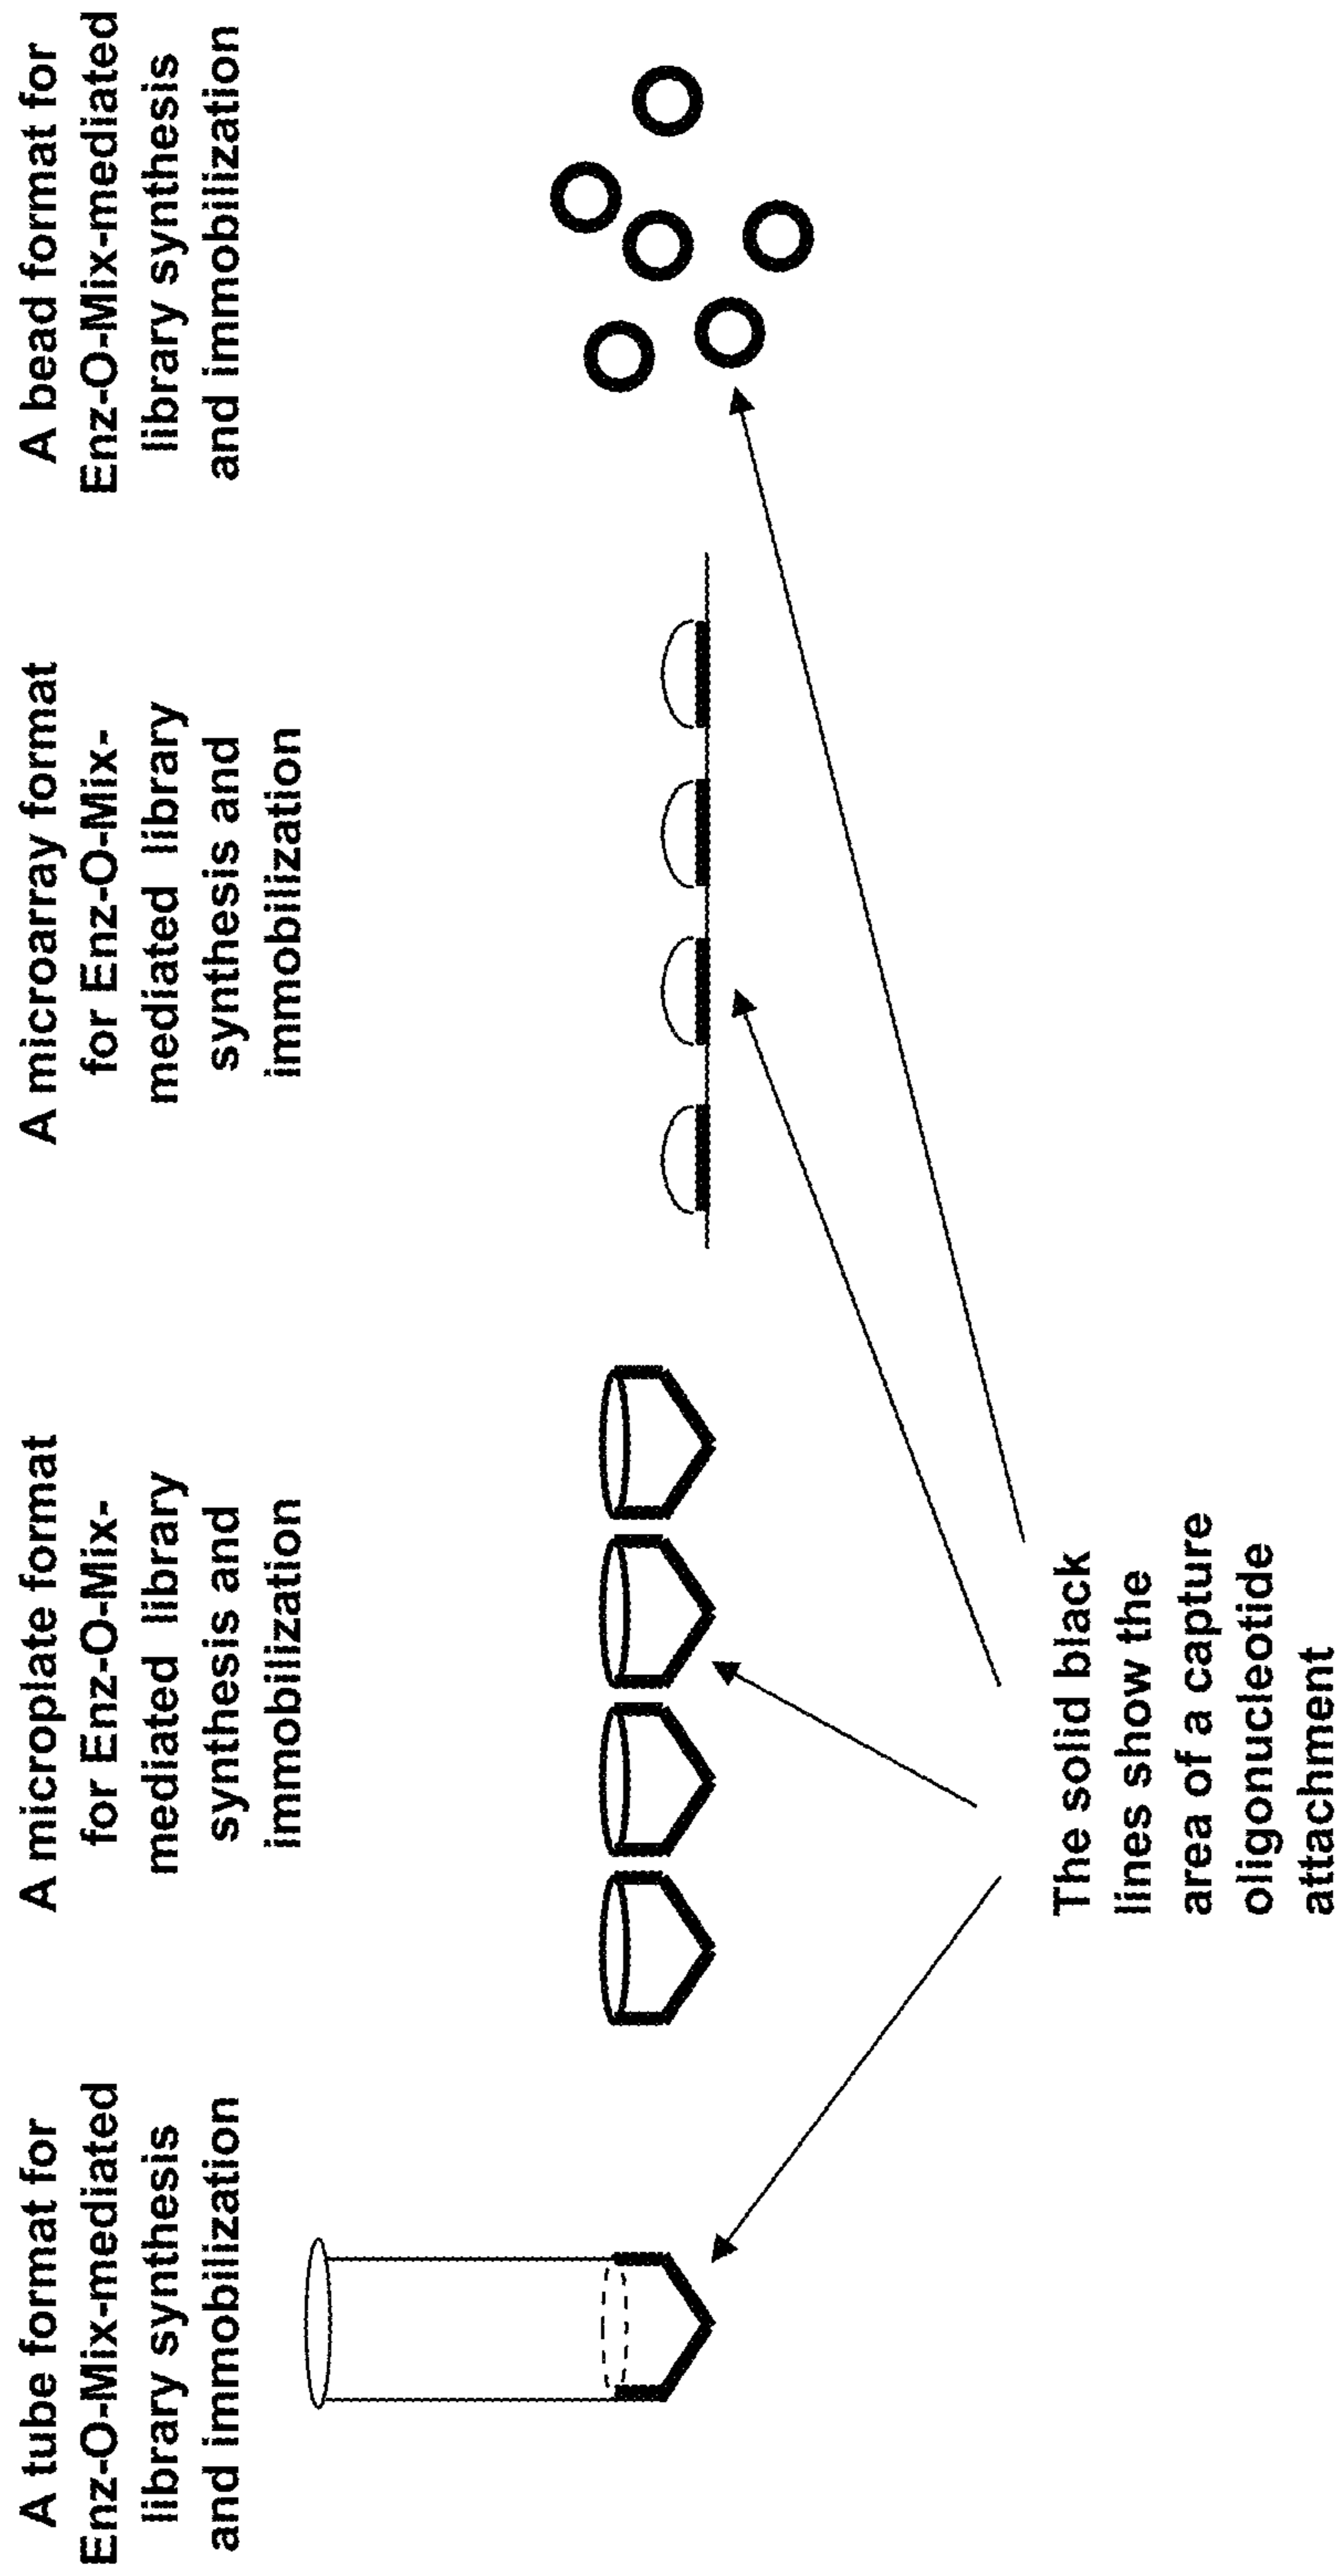 A tube format for
Enz-O-Mix-mediated
library synthesis
and immobilization
A microplate format
for Enz-O-Mix-
mediated library
synthesis and
immobilization
A microarray format
for Enz-O-Mix-
mediated library
synthesis and
immobilization
A bead format for
Enz-O-Mix-mediated
library synthesis
and immobilization
The solid black
lines show the
area of a capture
oligonucleotide
attachment